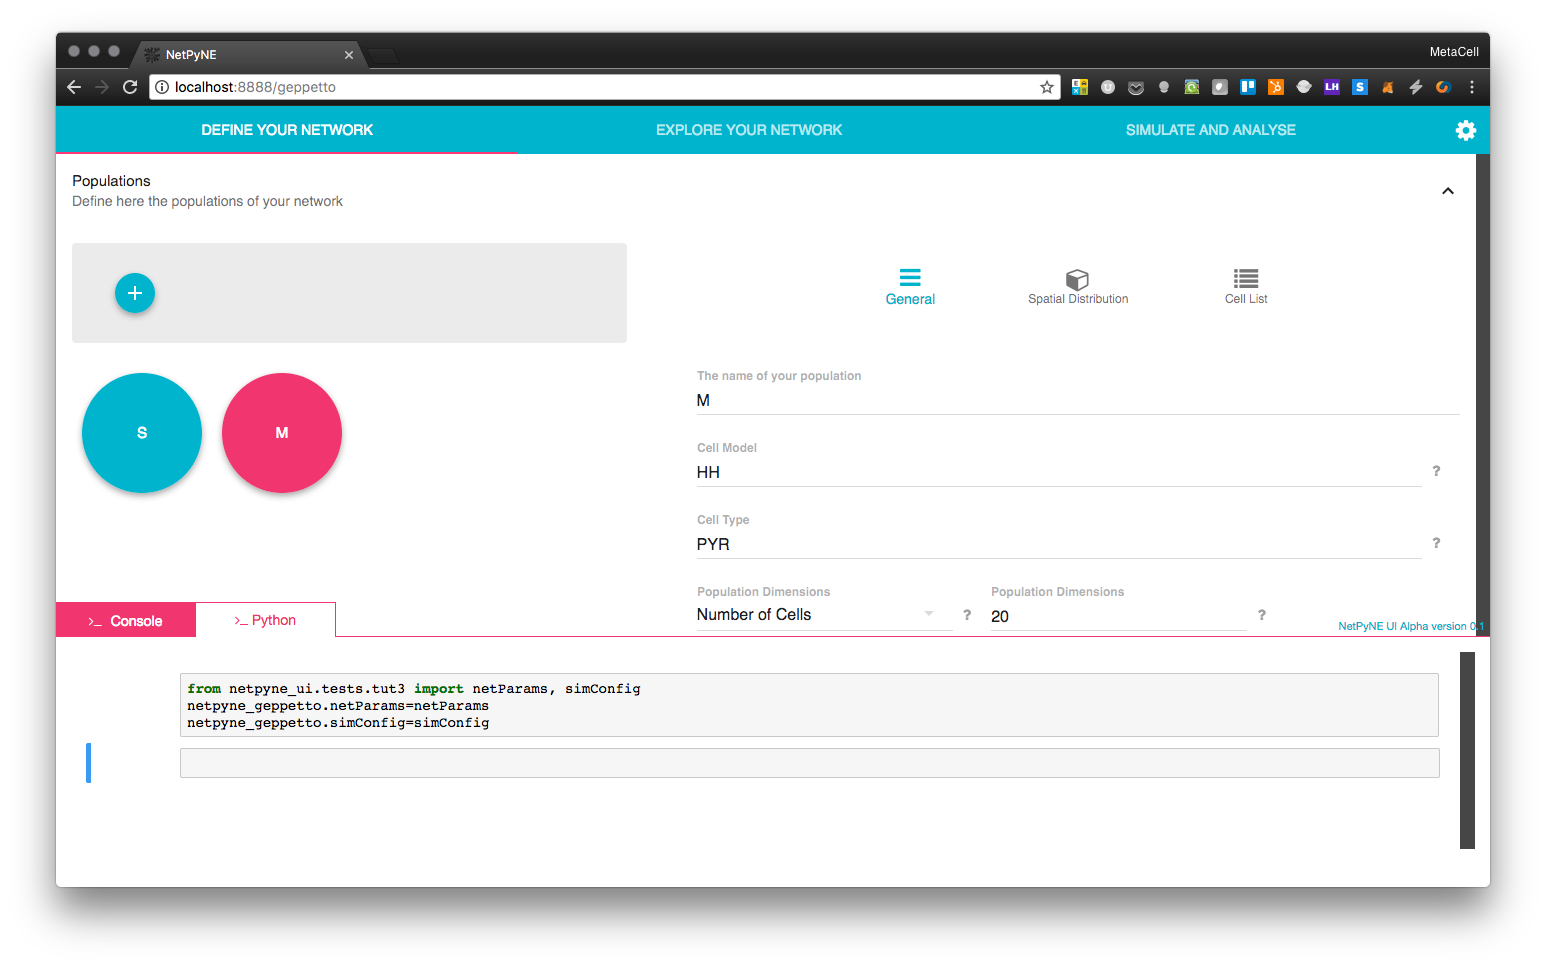 NetPyNE
MetaCell
localhost:8888/geppetto
LH
S
DEFINE YOUR NETWORK
EXPLORE YOUR NETWORK
SIMULATE AND ANALYSE
Populations
Define here the populations of your network
General
Spatial Distribution
Cell List
S
M
The name of your population
M
Cell Model
HH
?
Cell Type
PYR
?
Population Dimensions
Number of Cells
?
Population Dimensions
20
?
>_ Console
>_ Python
NetPyNE UI Alpha version 0.1
from netpyne_ui.tests.tut3 import netParams, simConfig
netpyne_geppetto.netParams=netParams
netpyne_geppetto.simConfig=simConfig